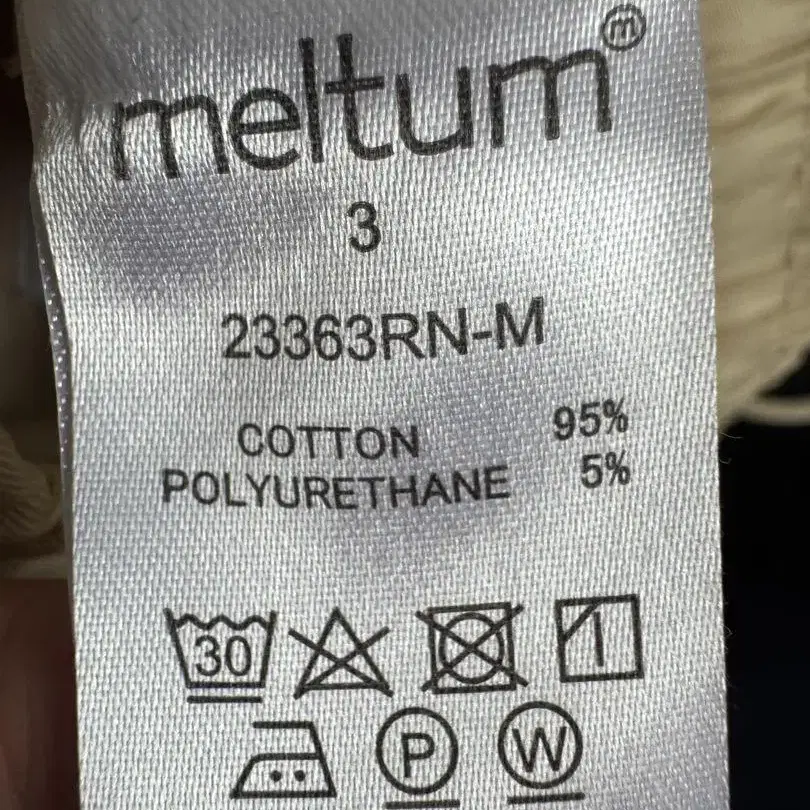 meltum m
3
23363RN-M
COTTON 95%
POLYURETHANE 5%
30
P W